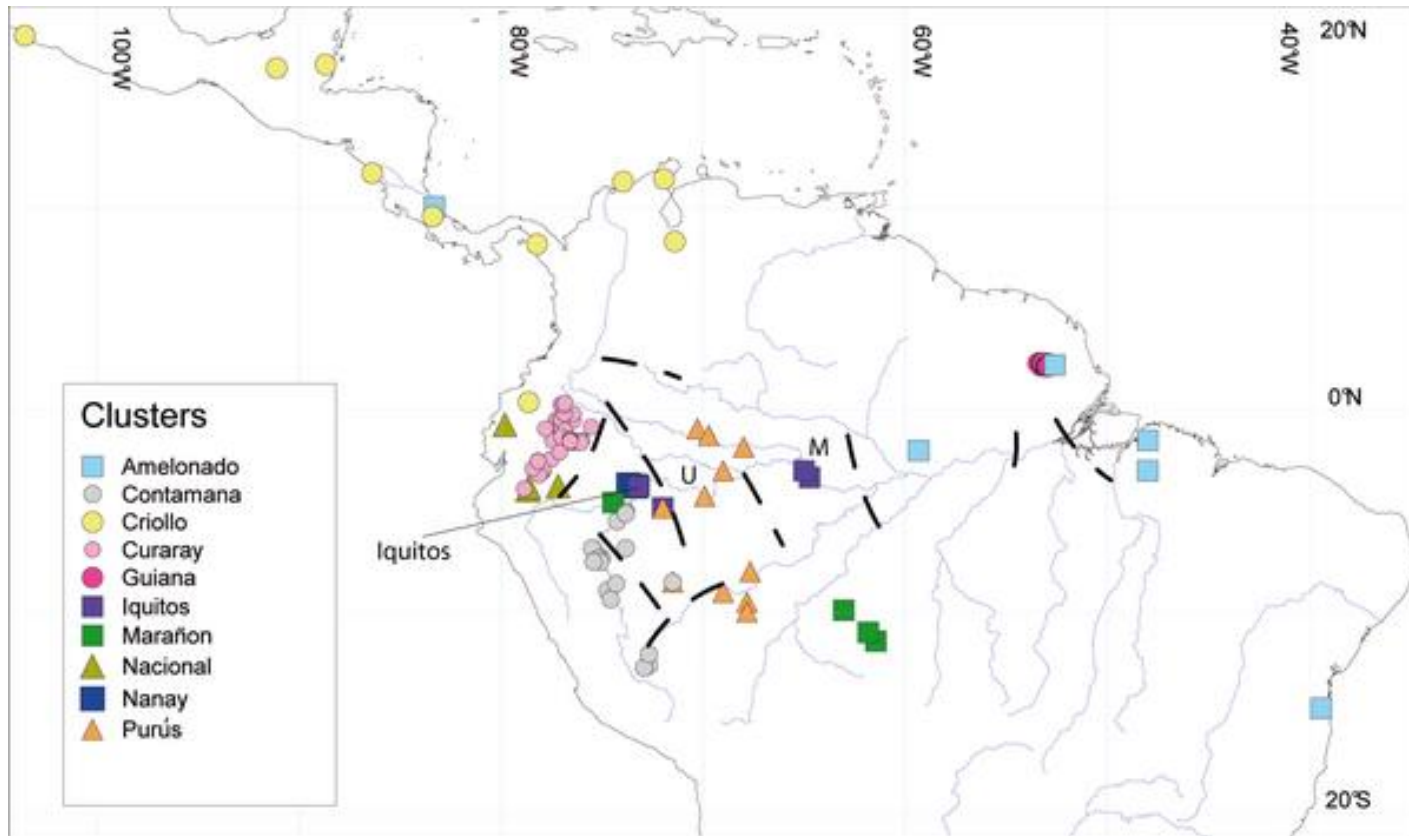 100°W
80°W
60°W
40°W
20°N
0°N
M
U
Iquitos
20°S
Clusters
Amelonado
Contamana
Criollo
Curaray
Guiana
Iquitos
Marañon
Nacional
Nanay
Purús